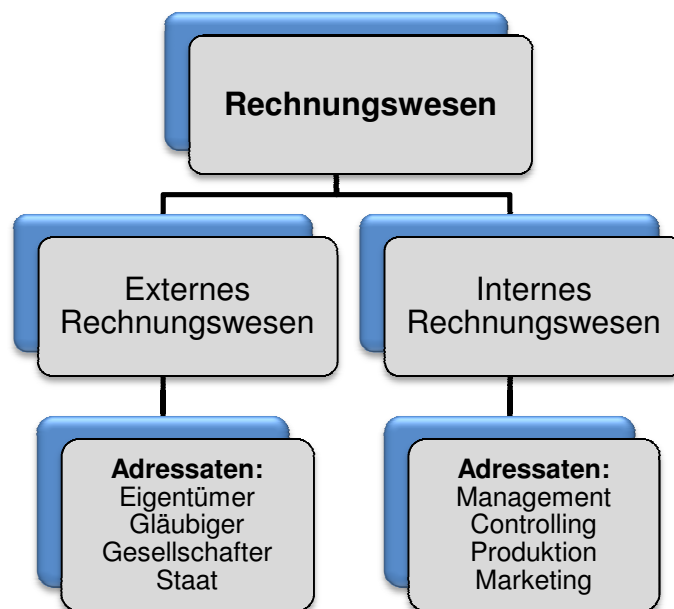 Rechnungswesen
Externes
Rechnungswesen
Internes
Rechnungswesen
Adressaten:
Eigentümer
Gläubiger
Gesellschafter
Staat
Adressaten:
Management
Controlling
Produktion
Marketing